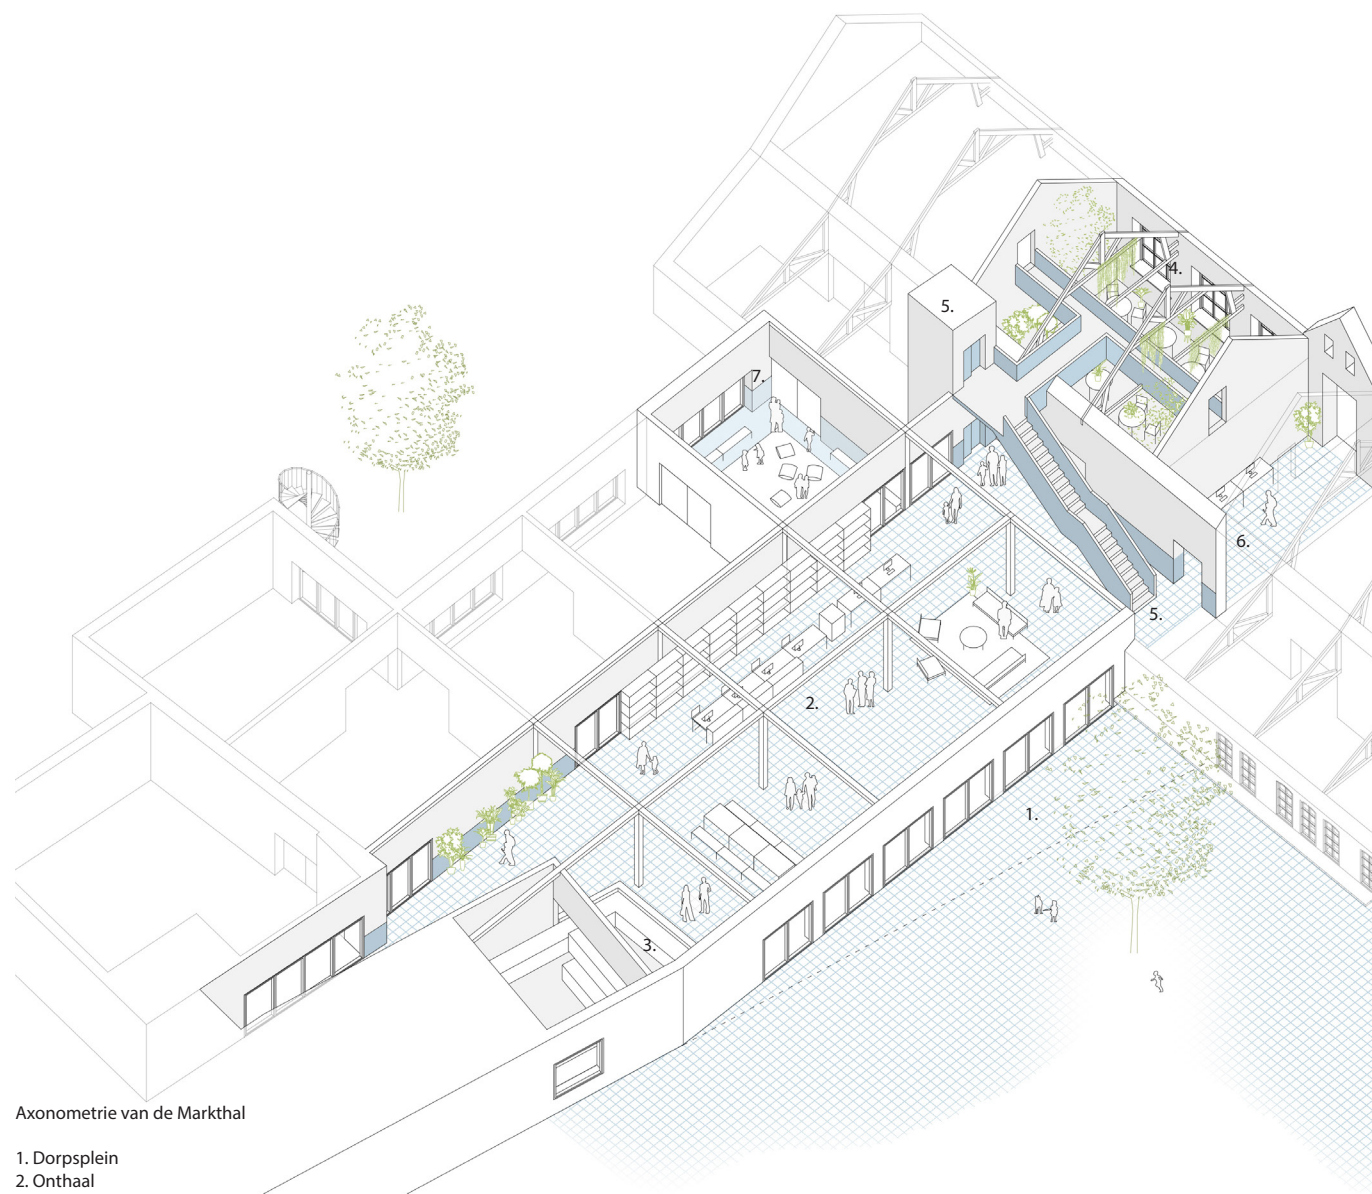 4.
5.
7.
6.
5.
2.
1.
3.
Axonometrie van de Markthal
1. Dorpsplein
2. Onthaal